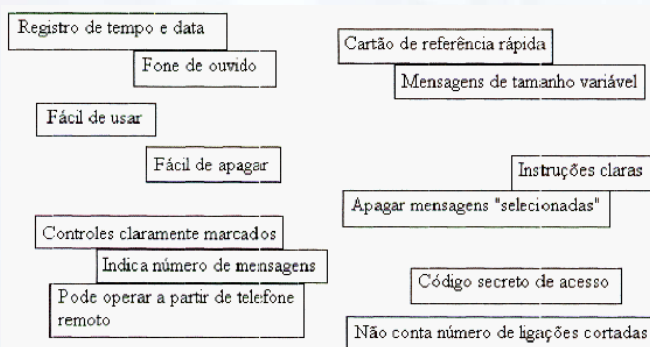 Registro de tempo e data
Fone de ouvido
Fácil de usar
Fácil de apagar
Controles claramente marcados
Indica número de mensagens
Pode operar a partir de telefone
remoto
Cartão de referência rápida
Mensagens de tamanho variável
Instruções claras
Apagar mensagens "selecionadas"
Código secreto de acesso
Não conta número de ligações cortadas